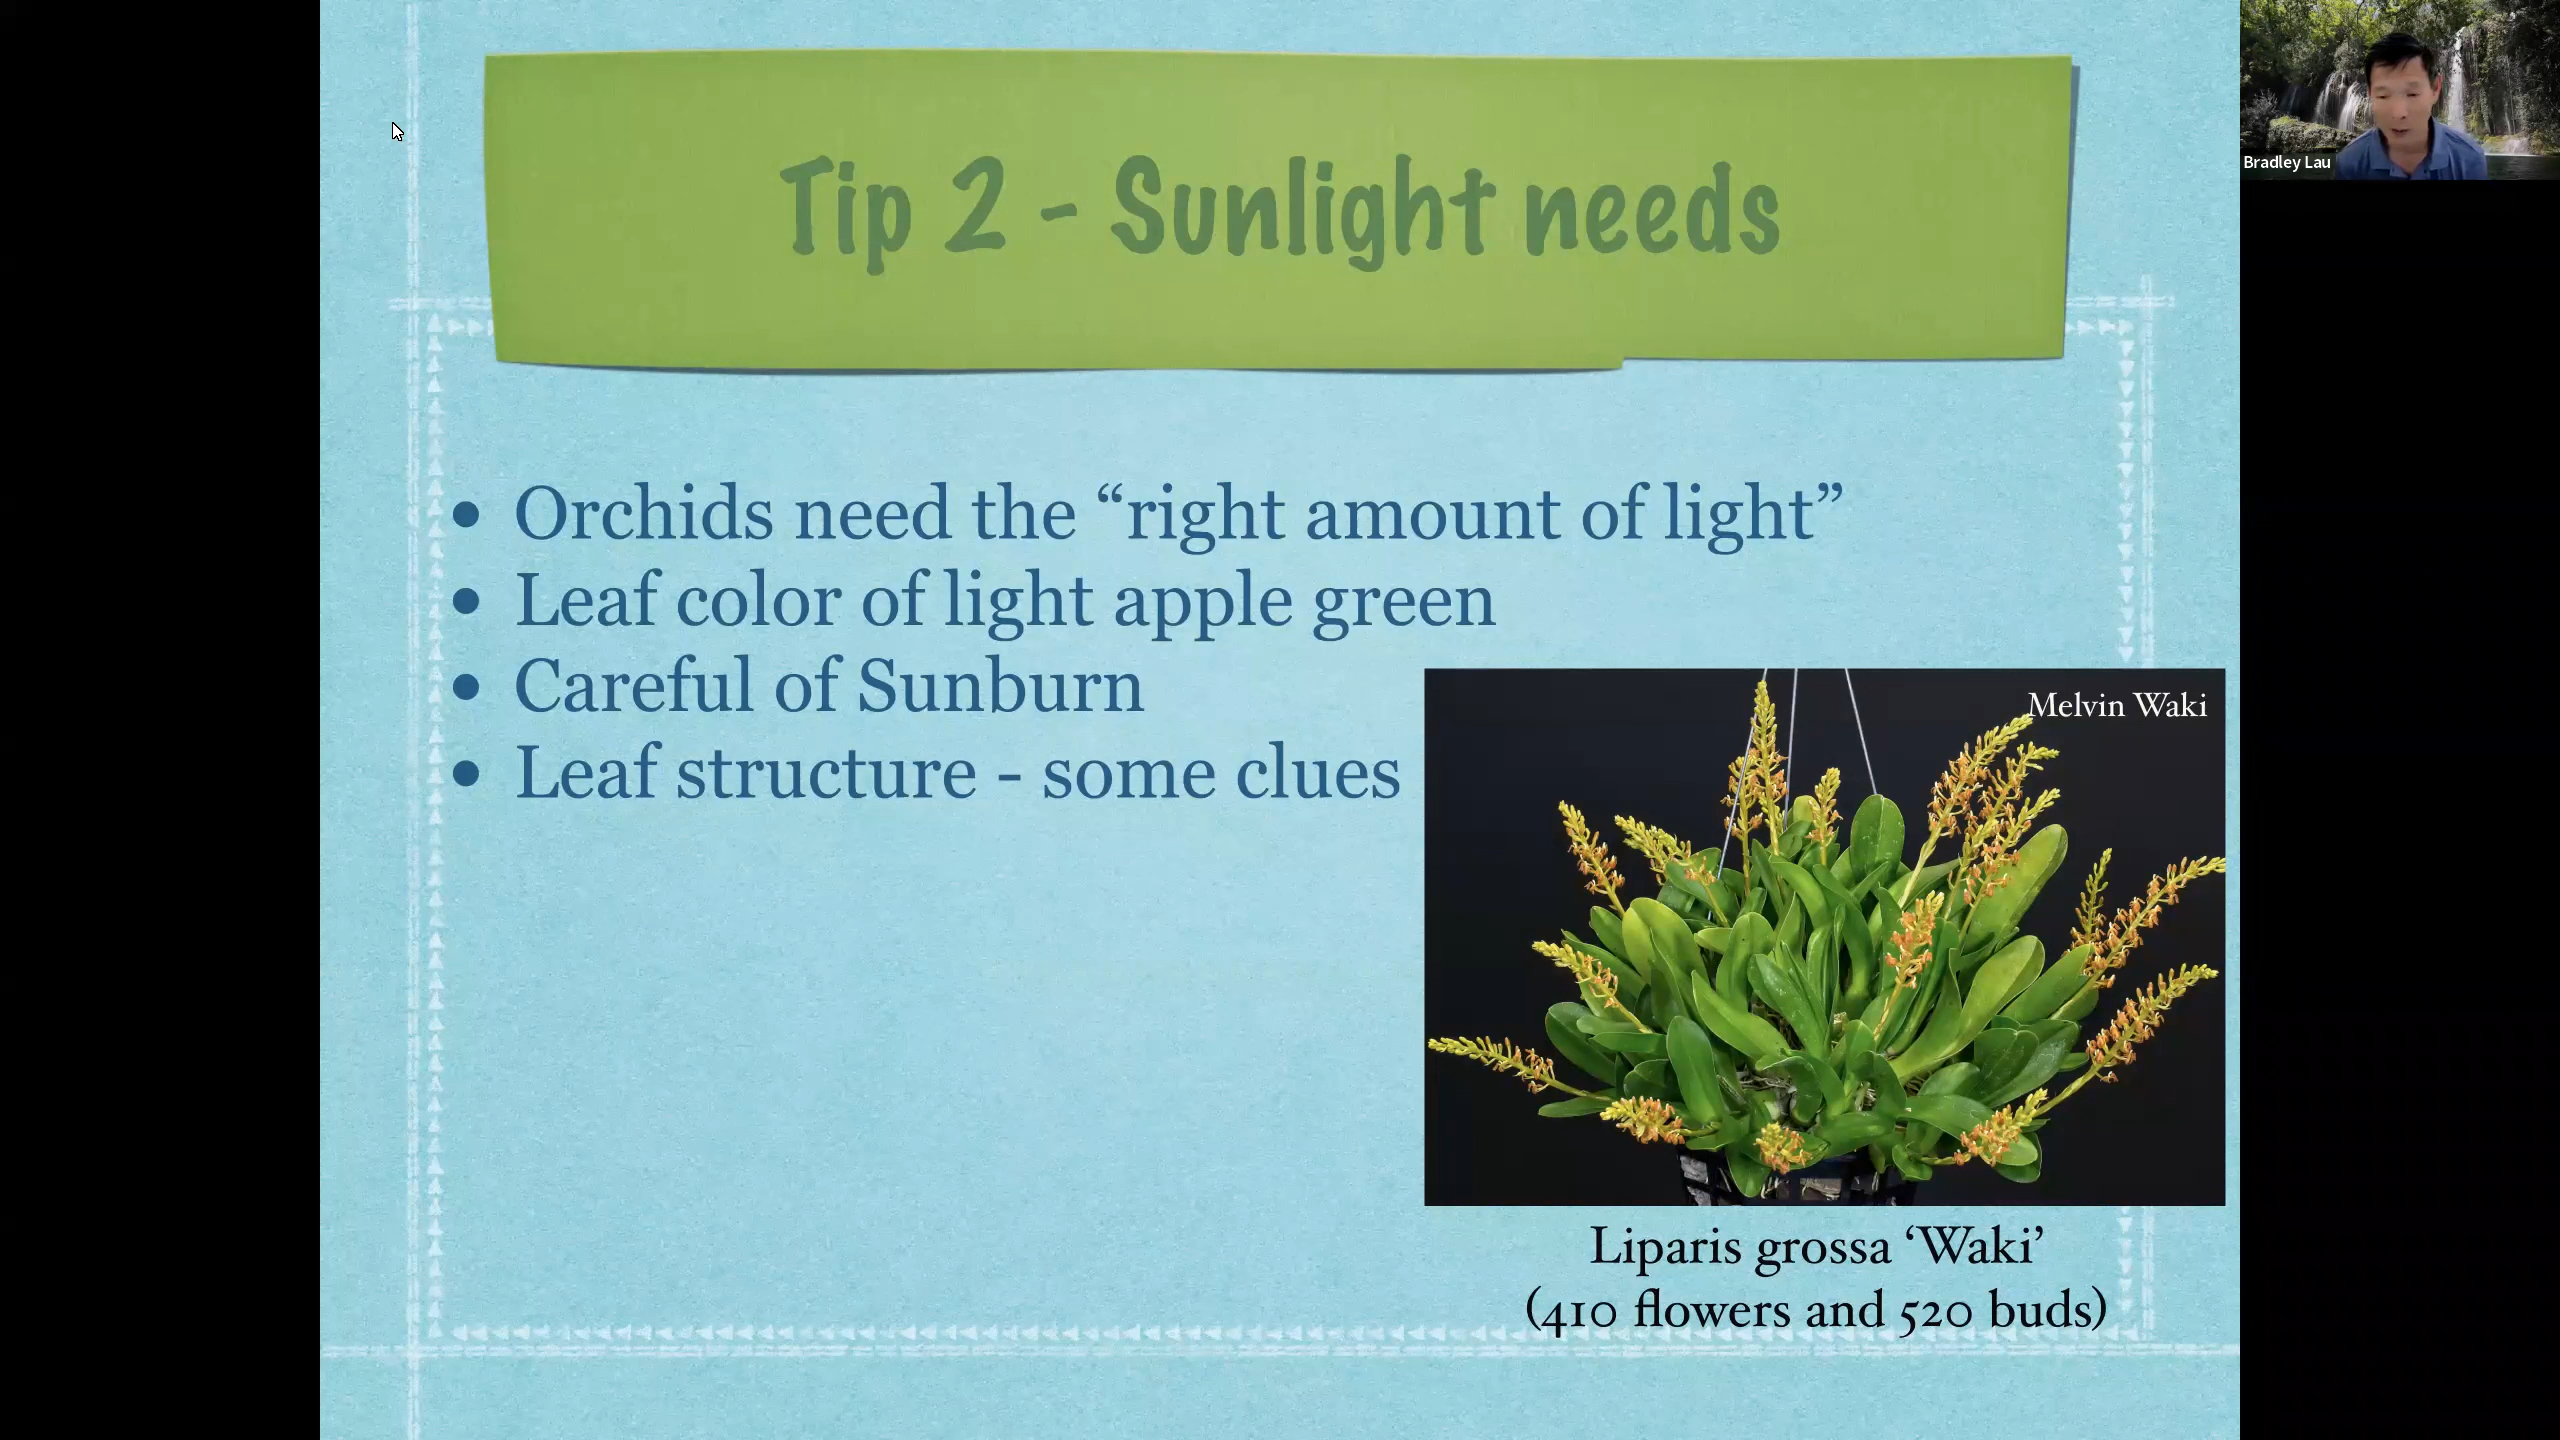 Tip 2 - Sunlight needs
Bradley Lau
• Orchids need the “right amount of light”
• Leaf color of light apple green
• Careful of Sunburn
• Leaf structure - some clues
Melvin Waki
Liparis grossa ‘Waki’
(410 flowers and 520 buds)